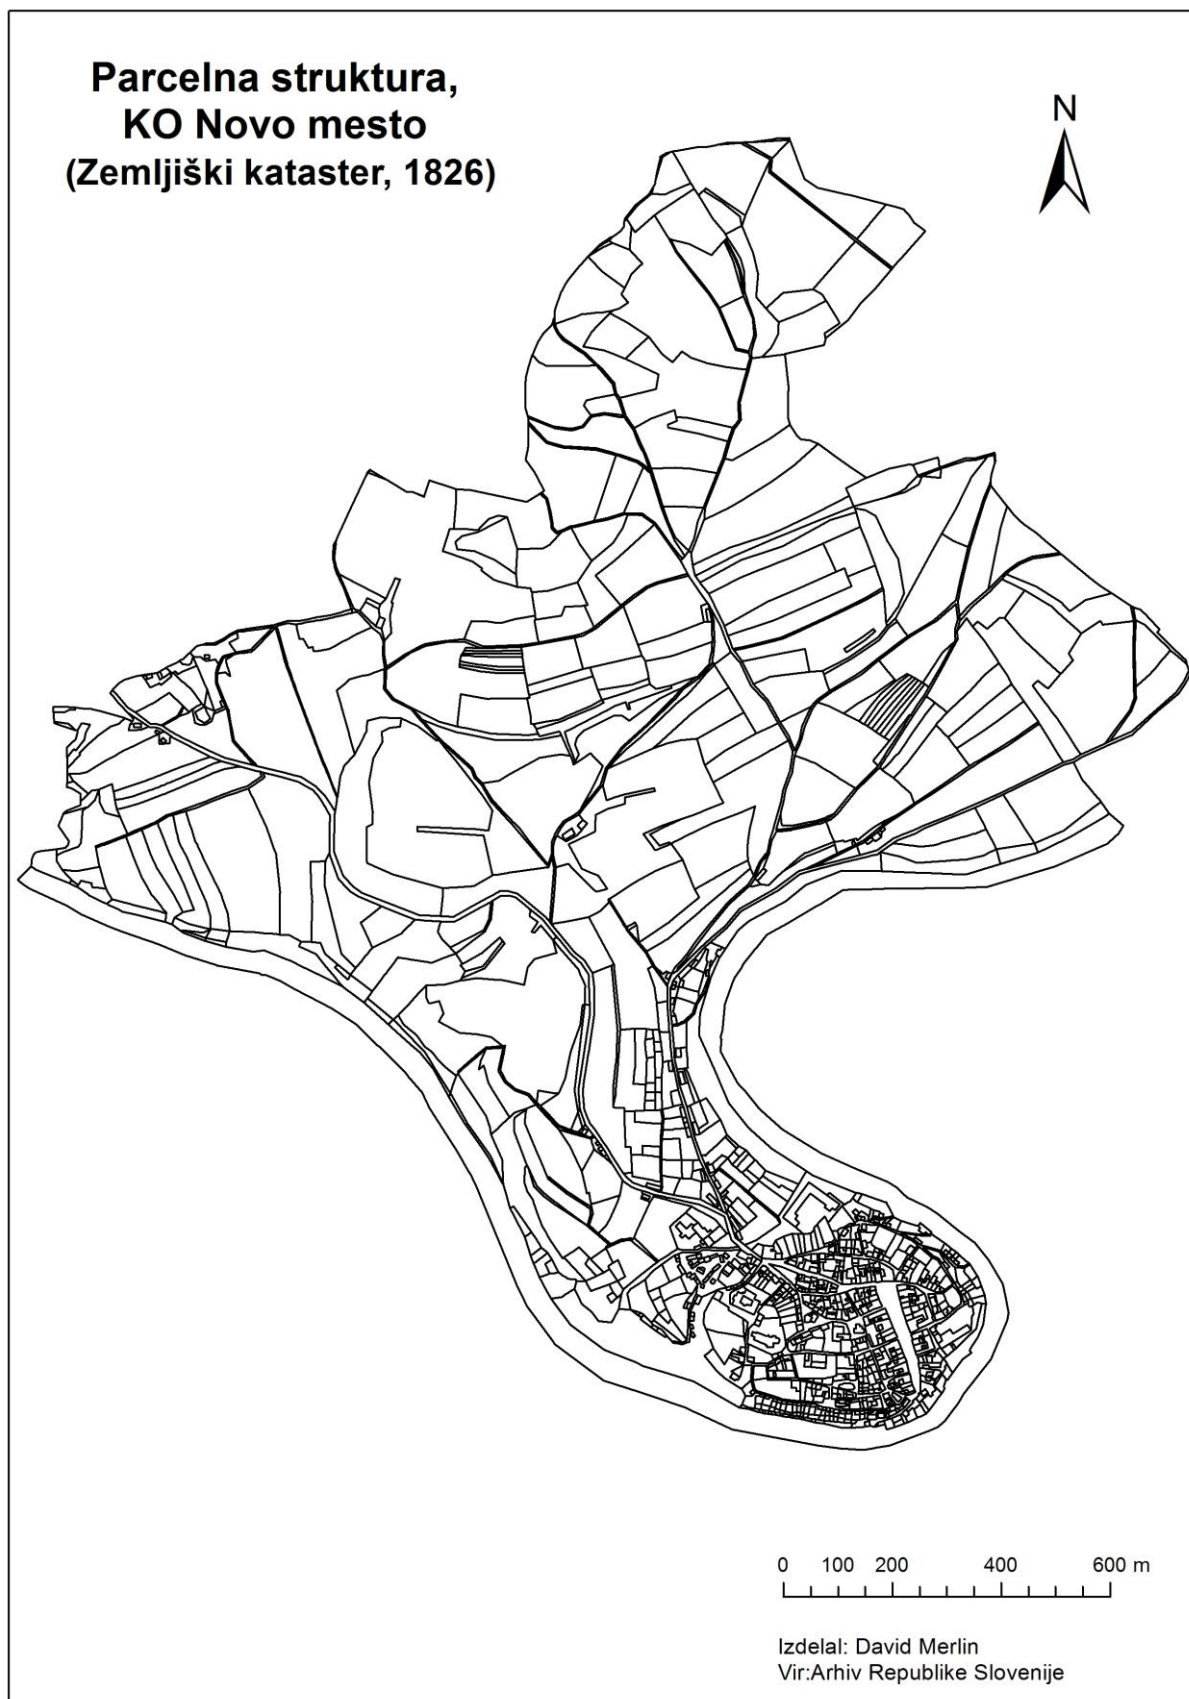 Parcelna struktura,
KO Novo mesto
(Zemljiški kataster, 1826)
N
0 100 200 400 600 m
Izdelal: David Merlin
Vir:Arhiv Republike Slovenije